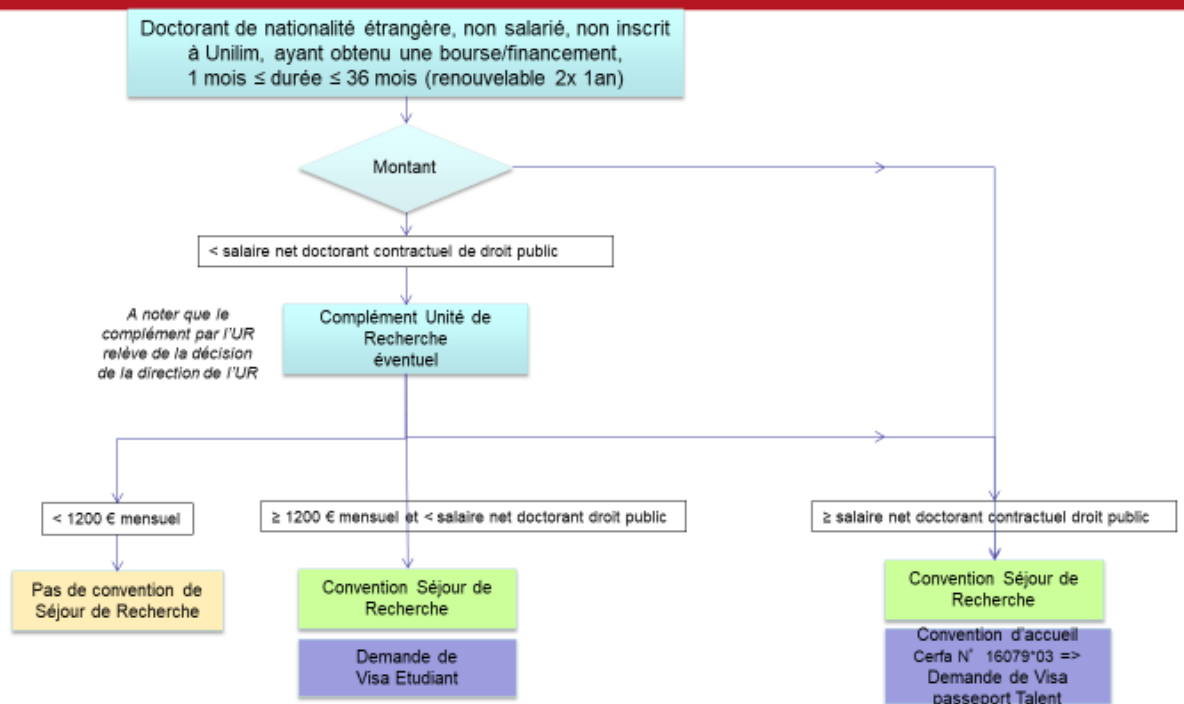 Doctorant de nationalité étrangère, non salarié, non inscrit
à Unilim, ayant obtenu une bourse/financement,
1 mois ≤ durée ≤ 36 mois (renouvelable 2x 1an)
Montant
< salaire net doctorant contractuel de droit public
A noter que le
complément par l'UR
relève de la décision
de la direction de l'UR
Complément Unité de
Recherche
éventuel
< 1200 € mensuel
≥ 1200 € mensuel et < salaire net doctorant droit public
≥ salaire net doctorant contractuel droit public
Pas de convention de
Séjour de Recherche
Convention Séjour de
Recherche
Demande de
Visa Etudiant
Convention Séjour de
Recherche
Convention d'accueil
Cerfa N° 16079*03 =>
Demande de Visa
passeport Talent